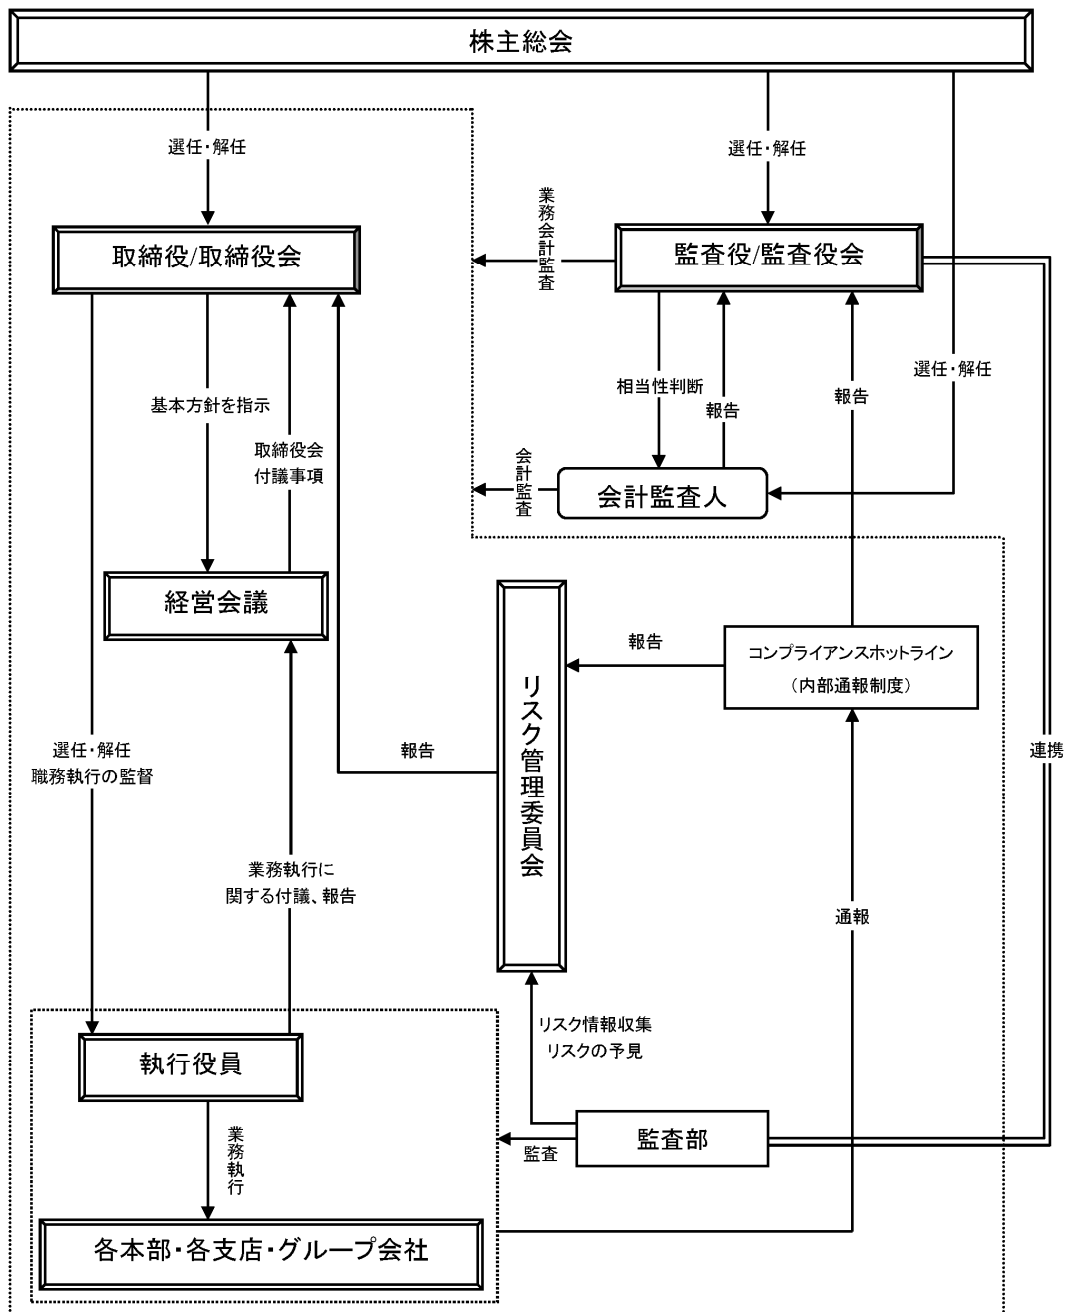 株主総会
選任・解任
選任・解任
業務会計監査
取締役/取締役会
監査役/監査役会
選任・解任
相当性判断
報告
報告
基本方針を指示
取締役会
付議事項
会計監査
会計監査人
経営会議
報告
コンプライアンスホットライン
（内部通報制度）
リスク管理委員会
選任・解任
職務執行の監督
報告
連携
業務執行に
関する付議、報告
通報
リスク情報収集
リスクの予見
執行役員
監査部
監査
業務執行
各本部・各支店・グループ会社